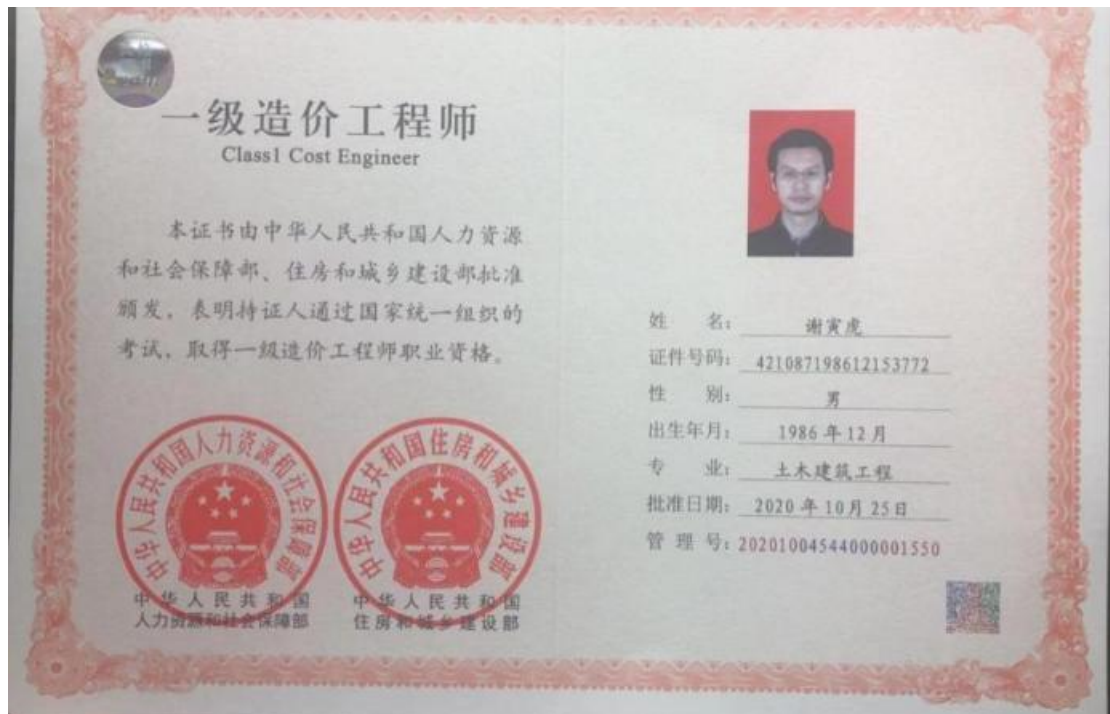 一级造价工程师
Class1 Cost Engineer
本证书由中华人民共和国人力资源
和社会保障部、住房和城乡建设部批准
颁发，表明持证人通过国家统一组织的
考试，取得一级造价工程师职业资格。
中华人民共和国人力资源和社会保障部
中华人民共和国住房和城乡建设部
中华人民共和国
人力资源和社会保障部
中华人民共和国
住房和城乡建设部
姓 名： 谢寅虎
证件号码： 421087198612153772
性 别： 男
出生年月： 1986 年 12 月
专 业： 土木建筑工程
批准日期： 2020 年 10 月 25 日
管 理 号： 20201004544000001550